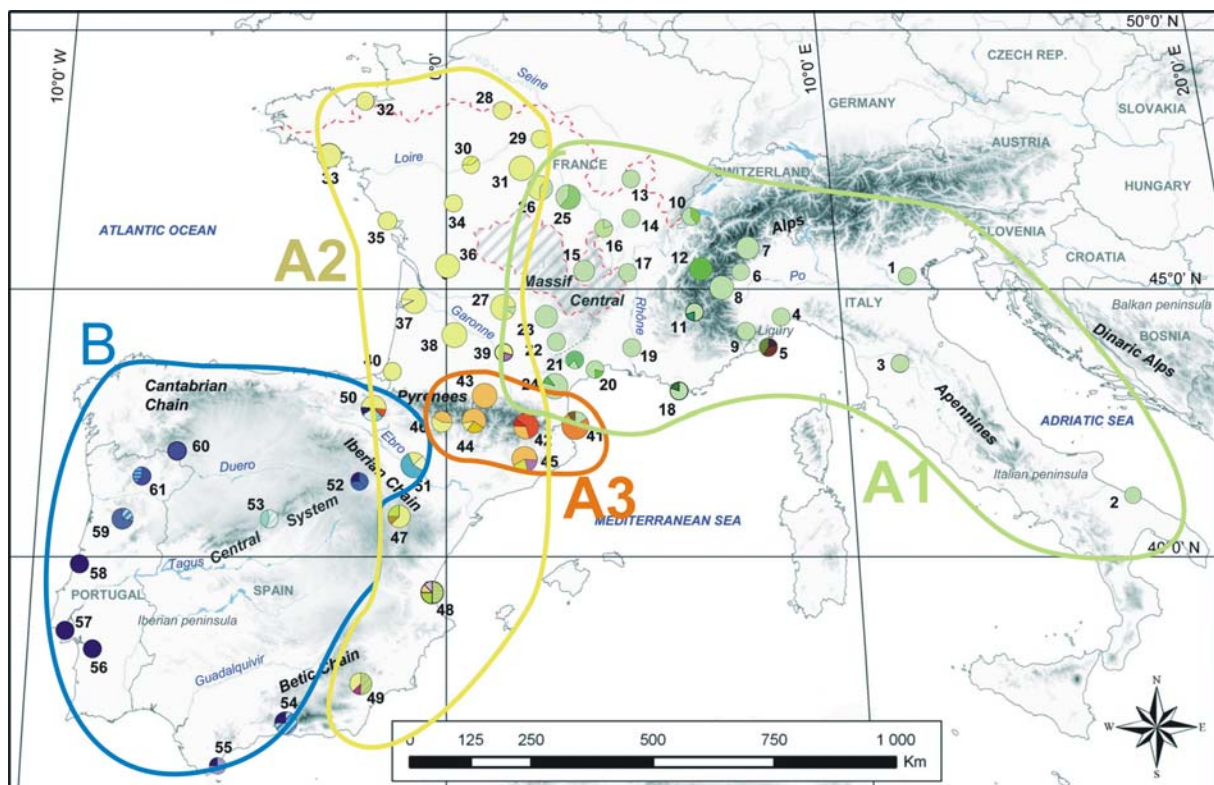 50°0' N
10°0' W
0°0'
10°0' E
20°0' E
CZECH REP.
GERMANY
SLOVAKIA
AUSTRIA
HUNGARY
SWITZERLAND
SLOVENIA
CROATIA
FRANCE
ATLANTIC OCEAN
Seine
Loire
A2
Massif
Central
Alps
Po
45°0' N
ITALY
Balkan peninsula
BOSNIA
Dinaric Alps
Garonne
Rhône
Ligury
B
Cantabrian
Chain
Pyrenees
Apennines
ADRIATIC SEA
Ebro
Iberian Chain
Duero
A3
A1
Italian peninsula
MEDITERRANEAN SEA
Central System
Tagus
40°0' N
PORTUGAL
SPAIN
Iberian peninsula
Guadalquivir
Betic Chain
0 125 250 500 750 1 000
Km
N
W E
S
32
28
29
30
31
33
26
25
13
14
10
16
34
35
36
15
17
12
7
6
8
1
27
37
38
23
22
39
21
24
20
19
11
9
4
5
3
18
40
43
50
46
44
42
41
45
51
60
61
52
53
47
59
58
57
56
48
49
54
55
2